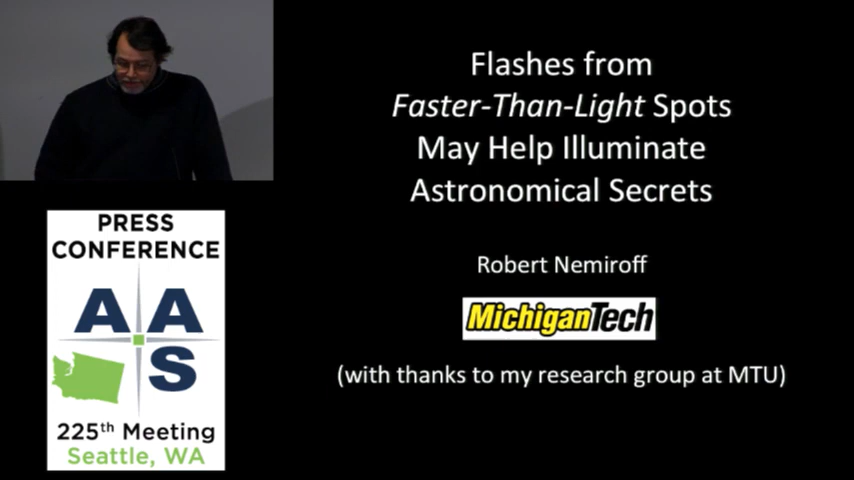 Flashes from
Faster-Than-Light Spots
May Help Illuminate
Astronomical Secrets
Robert Nemiroff
MichiganTech
(with thanks to my research group at MTU)
PRESS
CONFERENCE
AAS
225th Meeting
Seattle, WA